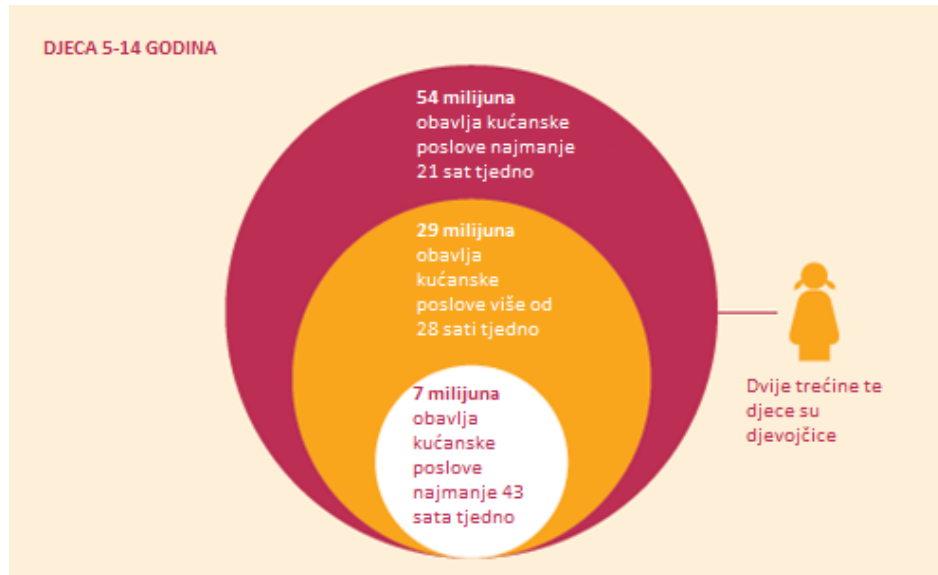 DJECA 5-14 GODINA
54 milijuna
obavlja kućanske
poslove najmanje
21 sat tjedno
29 milijuna
obavlja
kućanske
poslove više od
28 sati tjedno
7 milijuna
obavlja
kućanske
poslove
najmanje 43
sata tjedno
Dvije trećine te
djece su
djevojčice